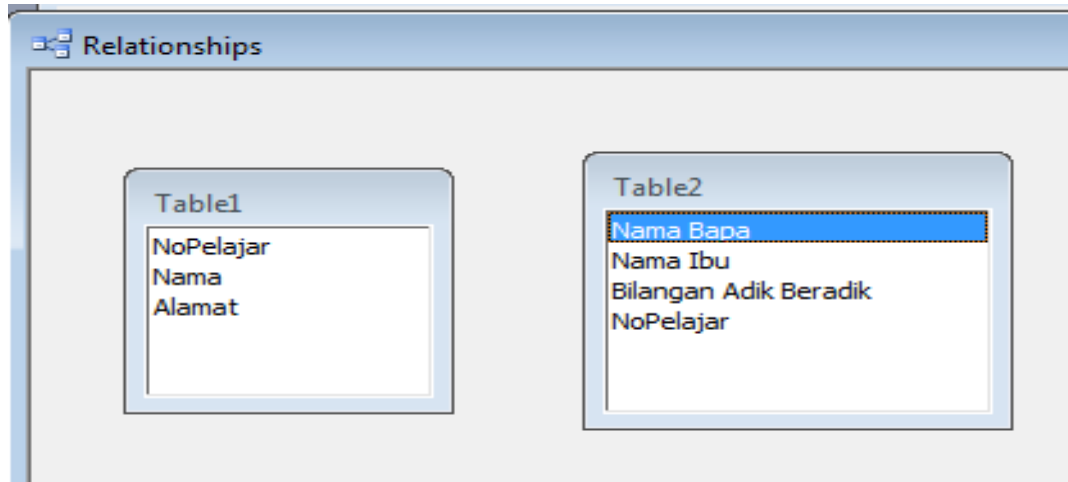 Relationships
Table1
NoPelajar
Nama
Alamat
Table2
Nama Bapa
Nama Ibu
Bilangan Adik Beradik
NoPelajar